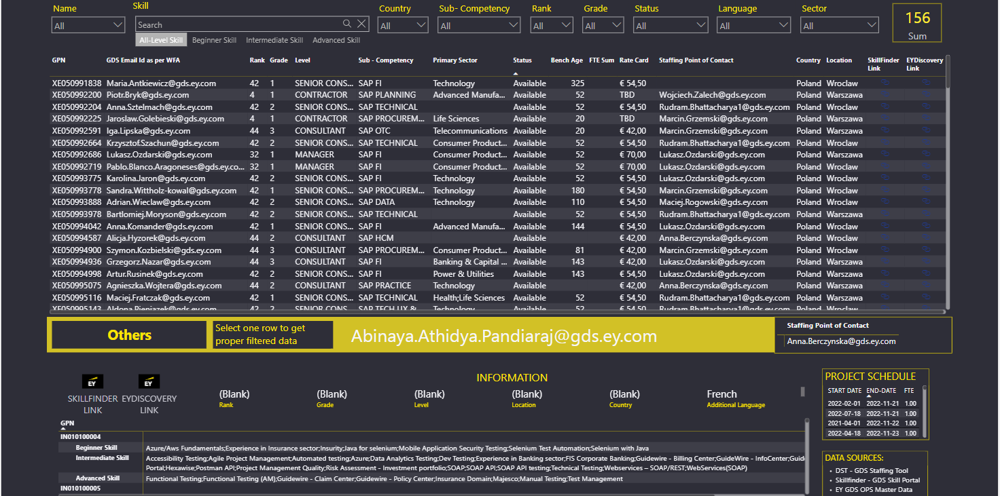 Name Skill Country Sub- Competency Rank Grade Status Language Sector
All Search All All All All All All All 156
All-Level Skill Beginner Skill Intermediate Skill Advanced Skill Sum
GPN GDS Email Id as per WFA Rank Grade Level Sub - Competency Primary Sector Status Bench Age FTE Sum Rate Card Staffing Point of Contact Country Location SkillFinder Link EYDiscovery Link
XE050991838 Maria.Antkiewicz@gds.ey.com 42 1 SENIOR CONS... SAP FI Technology Available 325 € 54,50 Poland Wroclaw
XE050992200 Piotr.Bryk@gds.ey.com 4 1 CONTRACTOR SAP PLANNING Advanced Manufa... Available 52 TBD Wojciech.Zalech@gds.ey.com Poland Warszawa
XE050992204 Anna.Sztelmach@gds.ey.com 42 2 SENIOR CONS... SAP TECHNICAL Available 52 € 54,50 Rudram.Bhattacharya1@gds.ey.com Poland Wroclaw
XE050992225 Jaroslaw.Golebieski@gds.ey.com 4 1 CONTRACTOR SAP PROCUREM... Life Sciences Available 20 TBD Marcin.Grzemski@gds.ey.com Poland Warszawa
XE050992591 Iga.Lipska@gds.ey.com 44 3 CONSULTANT SAP OTC Telecommunications Available 20 € 42,00 Marcin.Grzemski@gds.ey.com Poland Wroclaw
XE050992664 Krzysztof.Szachun@gds.ey.com 42 2 SENIOR CONS... SAP TECHNICAL Consumer Product... Available 52 € 54,50 Rudram.Bhattacharya1@gds.ey.com Poland Wroclaw
XE050992686 Lukasz.Ozdarski@gds.ey.com 32 1 MANAGER SAP FI Consumer Product... Available 52 € 70,00 Lukasz.Ozdarski@gds.ey.com Poland Wroclaw
XE050992719 Pablo.Blanco.Aragoneses@gds.ey.co... 32 1 MANAGER SAP FI Consumer Product... Available 52 € 70,00 Lukasz.Ozdarski@gds.ey.com Poland Wroclaw
XE050993775 Karolina.Jaron@gds.ey.com 42 2 SENIOR CONS... SAP FI Technology Available 52 € 54,50 Lukasz.Ozdarski@gds.ey.com Poland Wroclaw
XE050993778 Sandra.Wittholz-kowal@gds.ey.com 42 1 SENIOR CONS... SAP PROCUREM... Technology Available 180 € 54,50 Marcin.Grzemski@gds.ey.com Poland Wroclaw
XE050993888 Adrian.Wieclaw@gds.ey.com 42 2 SENIOR CONS... SAP DATA Technology Available 110 € 54,50 Maciej.Rogowski@gds.ey.com Poland Wroclaw
XE050993978 Bartlomiej.Moryson@gds.ey.com 42 2 SENIOR CONS... SAP TECHNICAL Available 52 € 54,50 Rudram.Bhattacharya1@gds.ey.com Poland Wroclaw
XE050994042 Anna.Komander@gds.ey.com 42 1 SENIOR CONS... SAP FI Advanced Manufa... Available 144 € 54,50 Lukasz.Ozdarski@gds.ey.com Poland Wroclaw
XE050994587 Alicja.Hyzorek@gds.ey.com 44 2 CONSULTANT SAP HCM Available € 42,00 Anna.Berczynska@gds.ey.com Poland Wroclaw
XE050994900 Szymon.Kozbielski@gds.ey.com 44 3 CONSULTANT SAP PROCUREM... Consumer Product... Available 81 € 42,00 Marcin.Grzemski@gds.ey.com Poland Wroclaw
XE050994936 Grzegorz.Nazar@gds.ey.com 44 3 CONSULTANT SAP FI Banking & Capital ... Available 143 € 42,00 Lukasz.Ozdarski@gds.ey.com Poland Warszawa
XE050994998 Artur.Rusinek@gds.ey.com 42 2 SENIOR CONS... SAP FI Power & Utilities Available 143 € 54,50 Lukasz.Ozdarski@gds.ey.com Poland Warszawa
XE050995075 Agnieszka.Wojtera@gds.ey.com 44 2 CONSULTANT SAP PRACTICE Technology Available € 42,00 Anna.Berczynska@gds.ey.com Poland Warszawa
XE050995116 Maciej.Fratczak@gds.ey.com 42 1 SENIOR CONS... SAP TECHNICAL Health;Life Sciences Available 52 € 54,50 Rudram.Bhattacharya1@gds.ey.com Poland Warszawa
XE050995143 Aldona.Pieniazek@gds.ey.com 42 2 SENIOR CONS... SAP TECH UX & Technology Available 52 € 54,50 Rudram.Bhattacharya1@gds.ey.com Poland Warszawa
Others
Select one row to get
proper filtered data
Abinaya.Athidya.Pandiaraj@gds.ey.com
Staffing Point of Contact
Anna.Berczynska@gds.ey.com
EY EY
SKILLFINDER LINK EYDISCOVERY LINK
INFORMATION
(Blank) (Blank) (Blank) (Blank) (Blank) French
Rank Grade Level Location Country Additional Language
PROJECT SCHEDULE
START DATE END-DATE FTE
2022-02-01 2022-11-21 1.00
2022-07-18 2022-11-21 1.00
2021-04-01 2022-11-22 1.00
2022-04-18 2022-11-23 1.00
GPN
IN010100004
Beginner Skill Azure/Aws Fundamentals;Experience in Insurance sector;Insurity;Java for selenium;Mobile Application Security Testing;Selenium Test Automation;Selenium with Java
Intermediate Skill Accessibility Testing;Agile Project Management;Automated testing;Azure;Data Analytics Testing;Dev Testing;Experience in Banking sector;FIS Corporate Banking;Guidewire - Billing Center;GuideWire - InfoCenter;Guide
Portal;Hexawise;Postman API;Project Management Quality;Risk Assessment - Investment portfolio;SOAP;SOAP API;SOAP API testing;Technical Testing;Webservices – SOAP/REST;WebServices(SOAP)
Advanced Skill Functional Testing;Functional Testing (AM);Guidewire - Claim Center;Guidewire - Policy Center;Insurance Domain;Majesco;Manual Testing;Test Management
IN010100005
DATA SOURCES:
• DST - GDS Staffing Tool
• Skillfinder - GDS Skill Portal
• EY GDS OPS Master Data